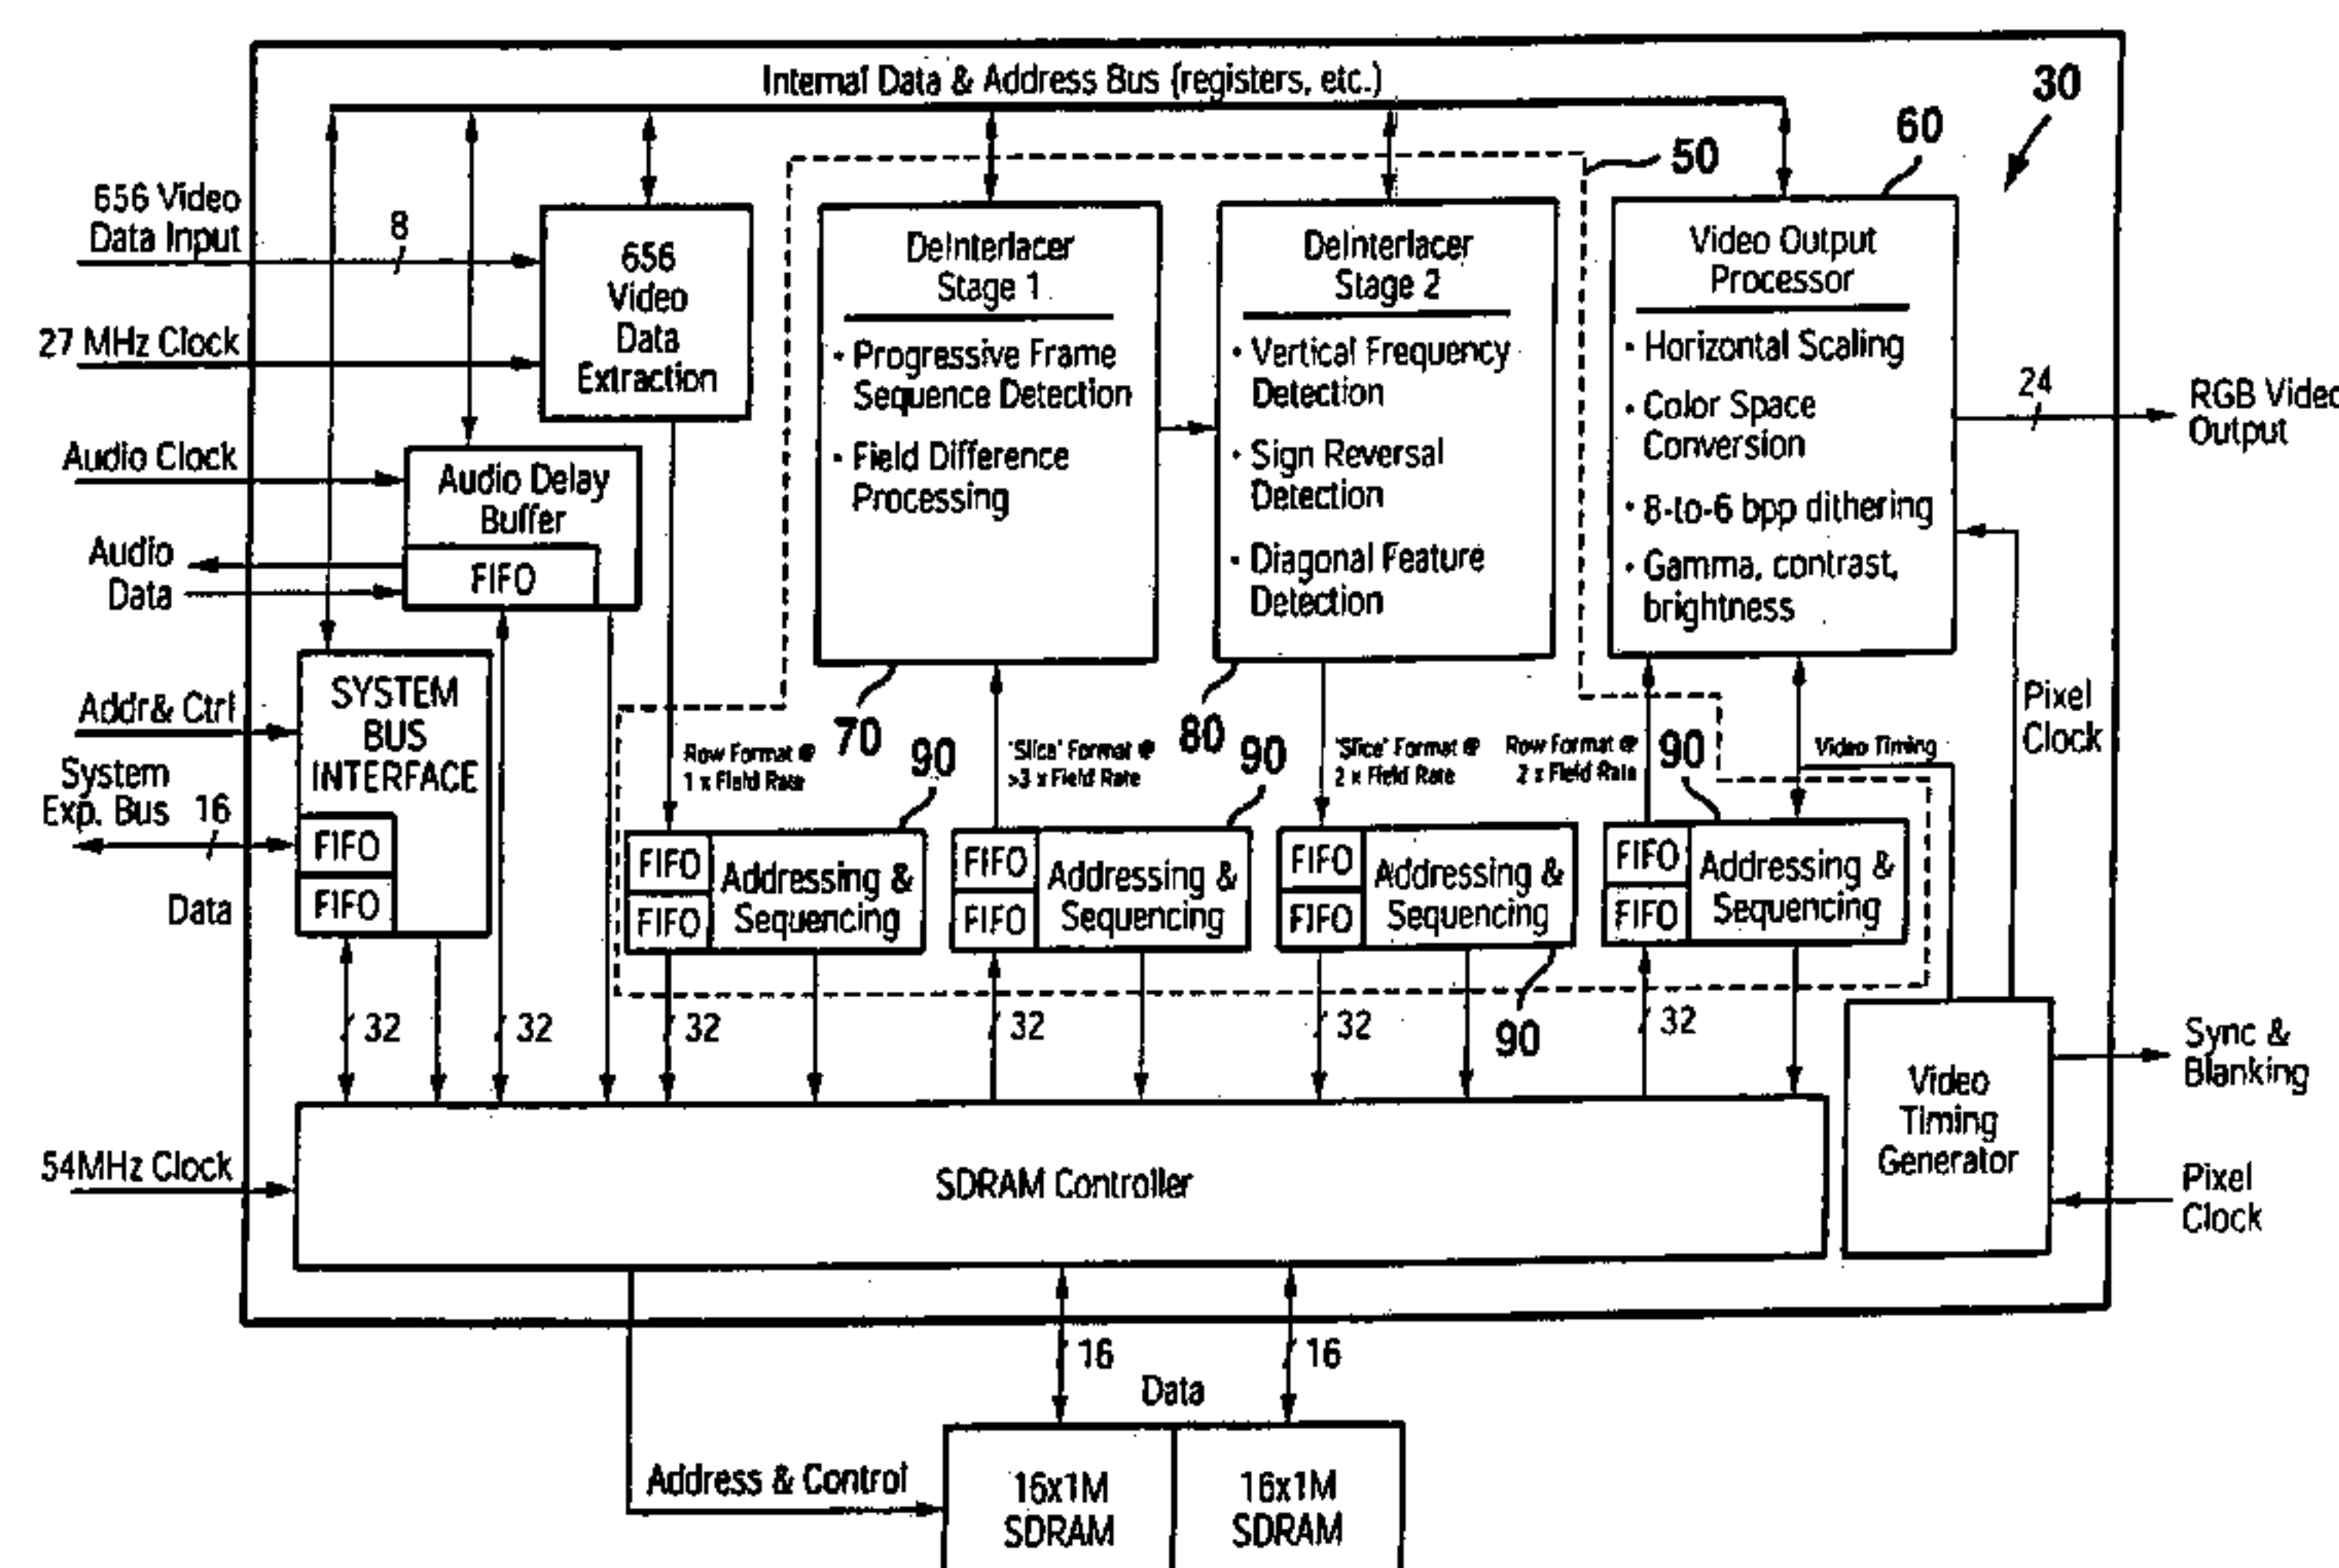 Internal Data & Address Bus (registers, etc.)
30
60
50
656 Video
Data Input
8
27 MHz Clock
656
Video
Data
Extraction
DeInterlacer
Stage 1
• Progressive Frame
Sequence Detection
• Field Difference
Processing
DeInterlacer
Stage 2
• Vertical Frequency
Detection
• Sign Reversal
Detection
• Diagonal Feature
Detection
Video Output
Processor
• Horizontal Scaling
• Color Space
Conversion
• 8-to-6 bpp dithering
• Gamma, contrast,
brightness
24
RGB Video
Output
Audio Clock
Audio Delay
Buffer
FIFO
Audio
Data
Addr& Ctrl
SYSTEM
BUS
INTERFACE
FIFO
FIFO
System
Exp. Bus
16
Data
Row Format @
1 x Field Rate
70
90
"Slice" Format @
>3 x Field Rate
80
90
"Slice" Format @
2 x Field Rate
Row Format @
2 x Field Rate
90
Video Timing
Pixel
Clock
FIFO
FIFO
Addressing &
Sequencing
FIFO
FIFO
Addressing &
Sequencing
FIFO
FIFO
Addressing &
Sequencing
FIFO
FIFO
Addressing &
Sequencing
32
32
32
32
32
90
32
Sync &
Blanking
Video
Timing
Generator
Pixel
Clock
54MHz Clock
SDRAM Controller
16
16
Data
Address & Control
16x1M
SDRAM
16x1M
SDRAM